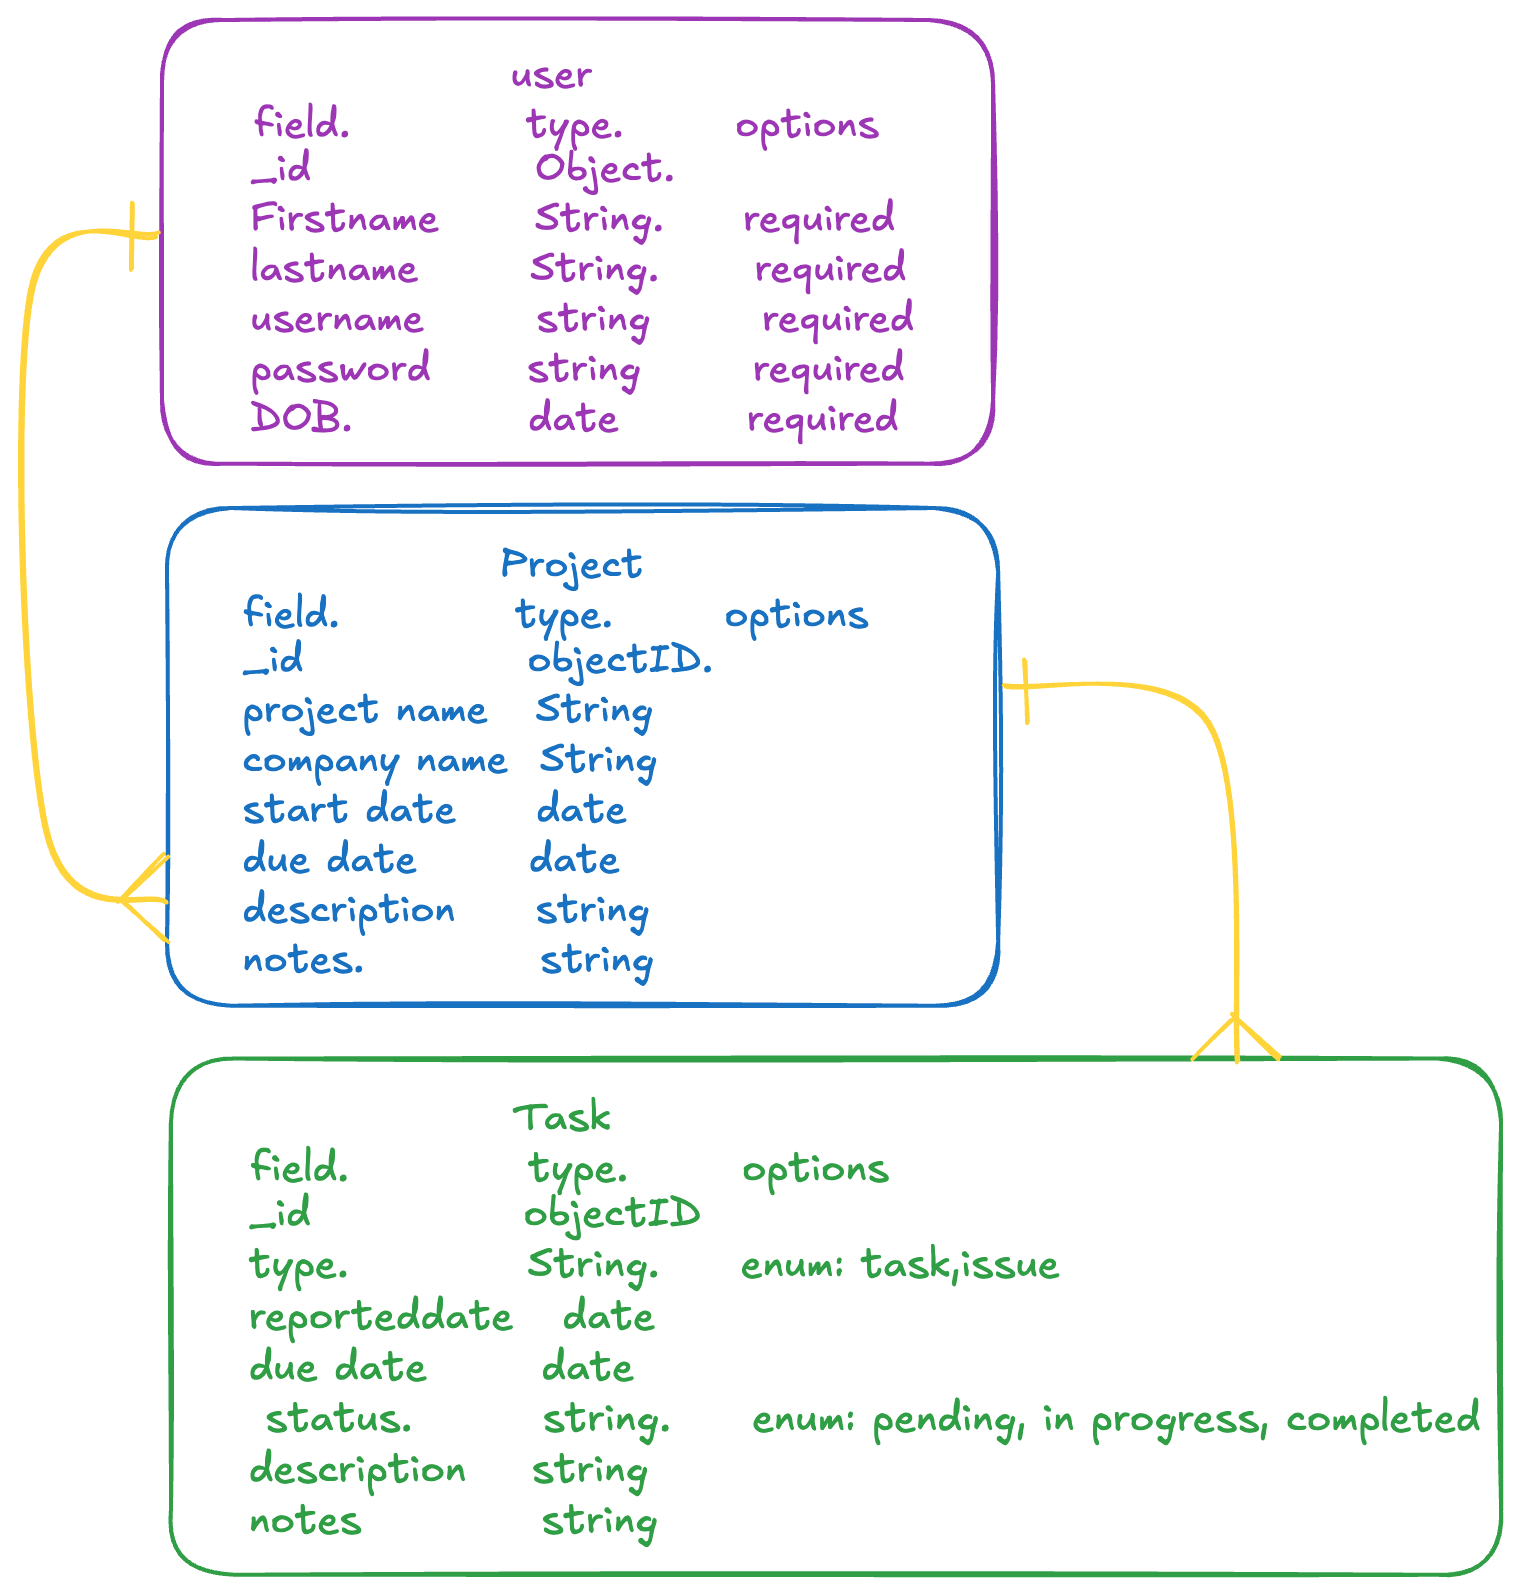 user
field. type. options
_id Object.
Firstname String. required
lastname String. required
username string required
password string required
DOB. date required
Project
field. type. options
_id objectID.
project name String
company name String
start date date
due date date
description string
notes. string
Task
field. type. options
_id objectID
type. String. enum: task,issue
reporteddate date
due date date
status. string. enum: pending, in progress, completed
description string
notes string